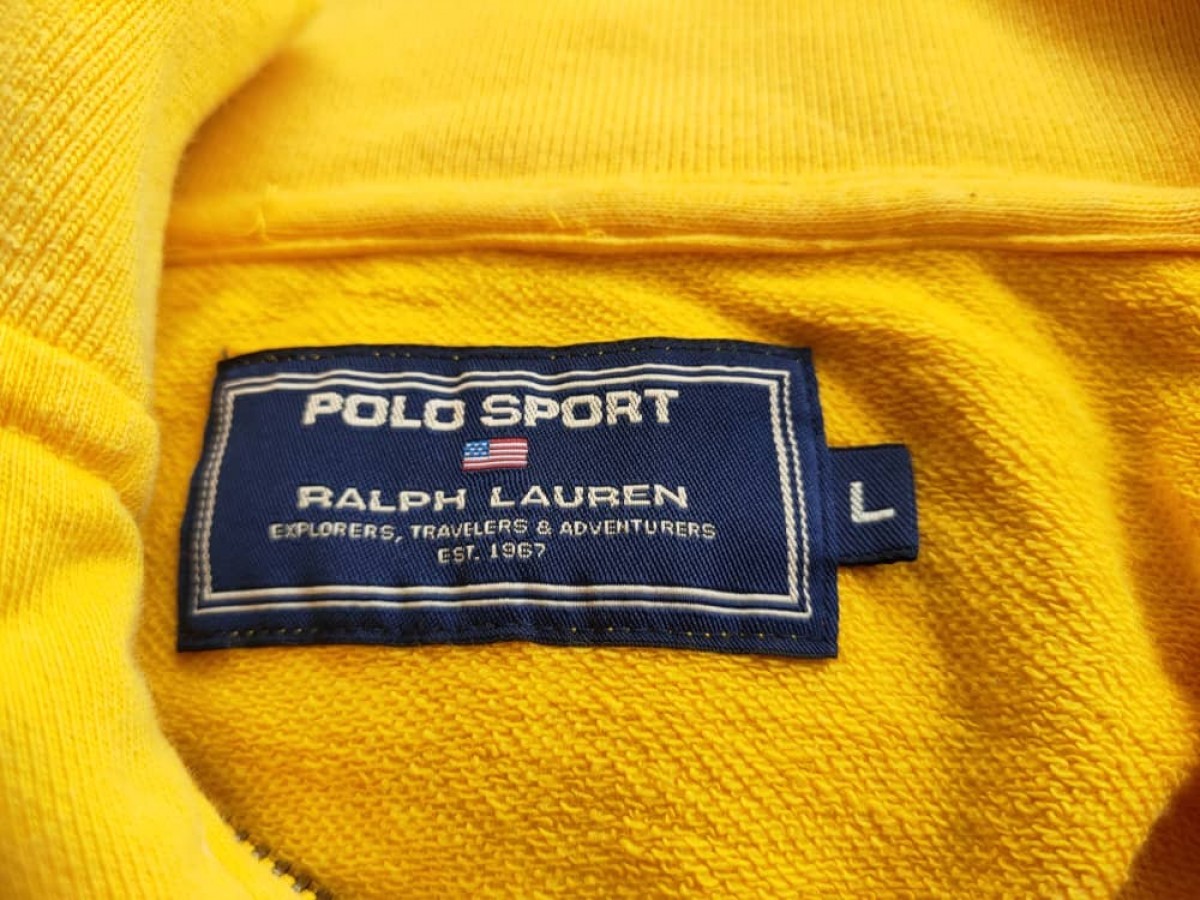 POLO SPORT
RALPH LAUREN
EXPLORERS, TRAVELERS & ADVENTURERS
EST. 1967
L